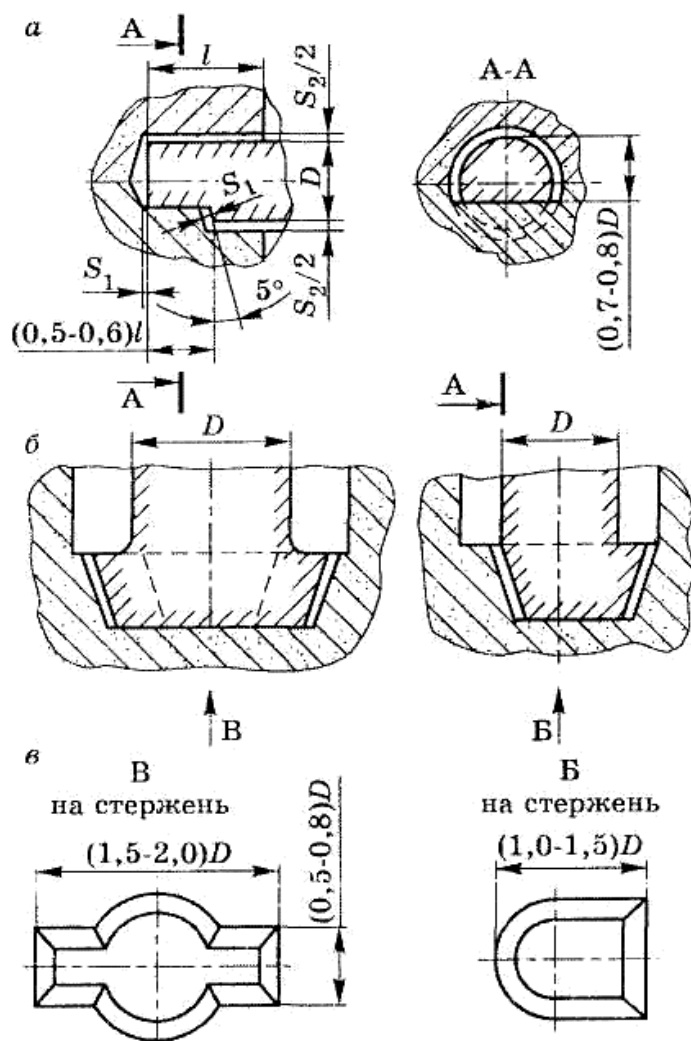 а
А
l
S₂/2
А-А
S₁
D
S₁
5°
S₂/2
(0,7-0,8)D
(0,5-0,6)l
А
А
б
D
D
В
Б
в
В
Б
на стержень
на стержень
(1,5-2,0)D
(0,5-0,8)D
(1,0-1,5)D